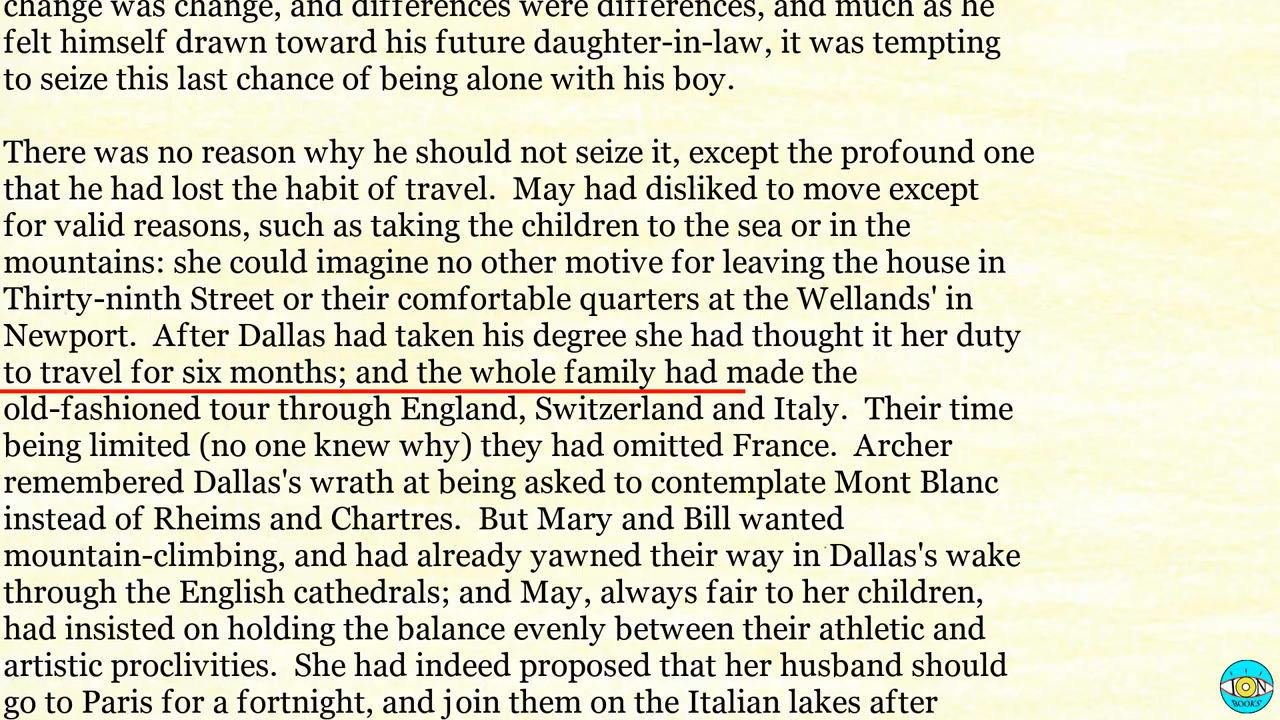 change was change, and differences were differences, and much as he
felt himself drawn toward his future daughter-in-law, it was tempting
to seize this last chance of being alone with his boy.
There was no reason why he should not seize it, except the profound one
that he had lost the habit of travel.  May had disliked to move except
for valid reasons, such as taking the children to the sea or in the
mountains: she could imagine no other motive for leaving the house in
Thirty-ninth Street or their comfortable quarters at the Wellands' in
Newport.  After Dallas had taken his degree she had thought it her duty
to travel for six months; and the whole family had made the
old-fashioned tour through England, Switzerland and Italy.  Their time
being limited (no one knew why) they had omitted France.  Archer
remembered Dallas's wrath at being asked to contemplate Mont Blanc
instead of Rheims and Chartres.  But Mary and Bill wanted
mountain-climbing, and had already yawned their way in Dallas's wake
through the English cathedrals; and May, always fair to her children,
had insisted on holding the balance evenly between their athletic and
artistic proclivities.  She had indeed proposed that her husband should
go to Paris for a fortnight, and join them on the Italian lakes after
ION
BOOKS